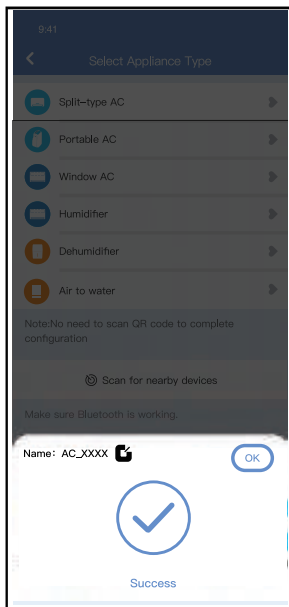 9:41
Select Appliance Type
Split-type AC
Portable AC
Window AC
Humidifier
Dehumidifier
Air to water
Note:No need to scan QR code to complete
configuration
Scan for nearby devices
Make sure Bluetooth is working.
Name: AC_XXXX
OK
Success